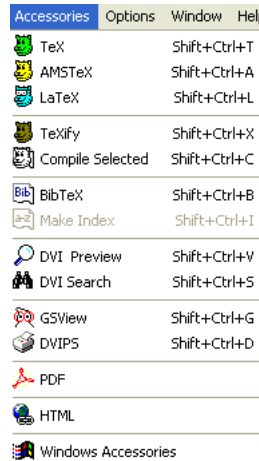 Accessories Options Window Hel
TeX Shift+Ctrl+T
AMSTeX Shift+Ctrl+A
LaTeX Shift+Ctrl+L
TeXify Shift+Ctrl+X
Compile Selected Shift+Ctrl+C
Bib BibTeX Shift+Ctrl+B
a-z Make Index Shift+Ctrl+I
DVI Preview Shift+Ctrl+V
DVI Search Shift+Ctrl+S
GSView Shift+Ctrl+G
DVIPS Shift+Ctrl+D
PDF
HTML
Windows Accessories